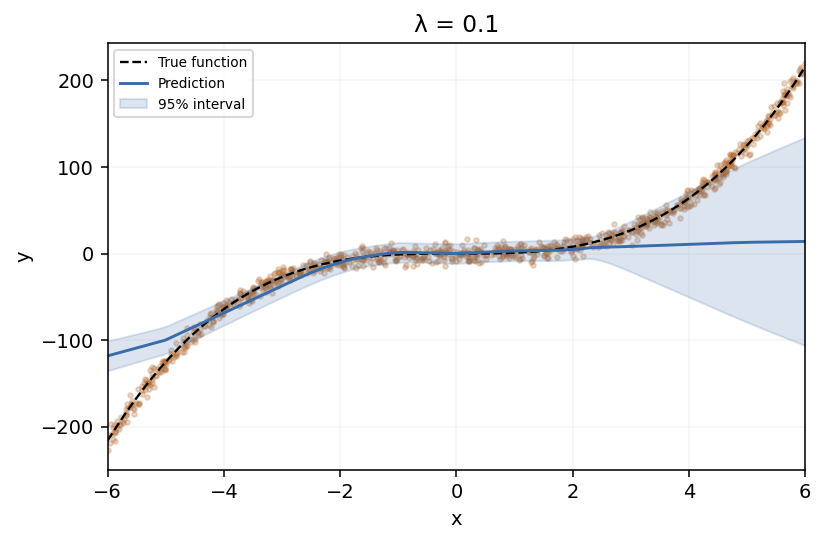 λ = 0.1
True function
Prediction
95% interval
200
100
0
−100
−200
y
−6 −4 −2 0 2 4 6
x